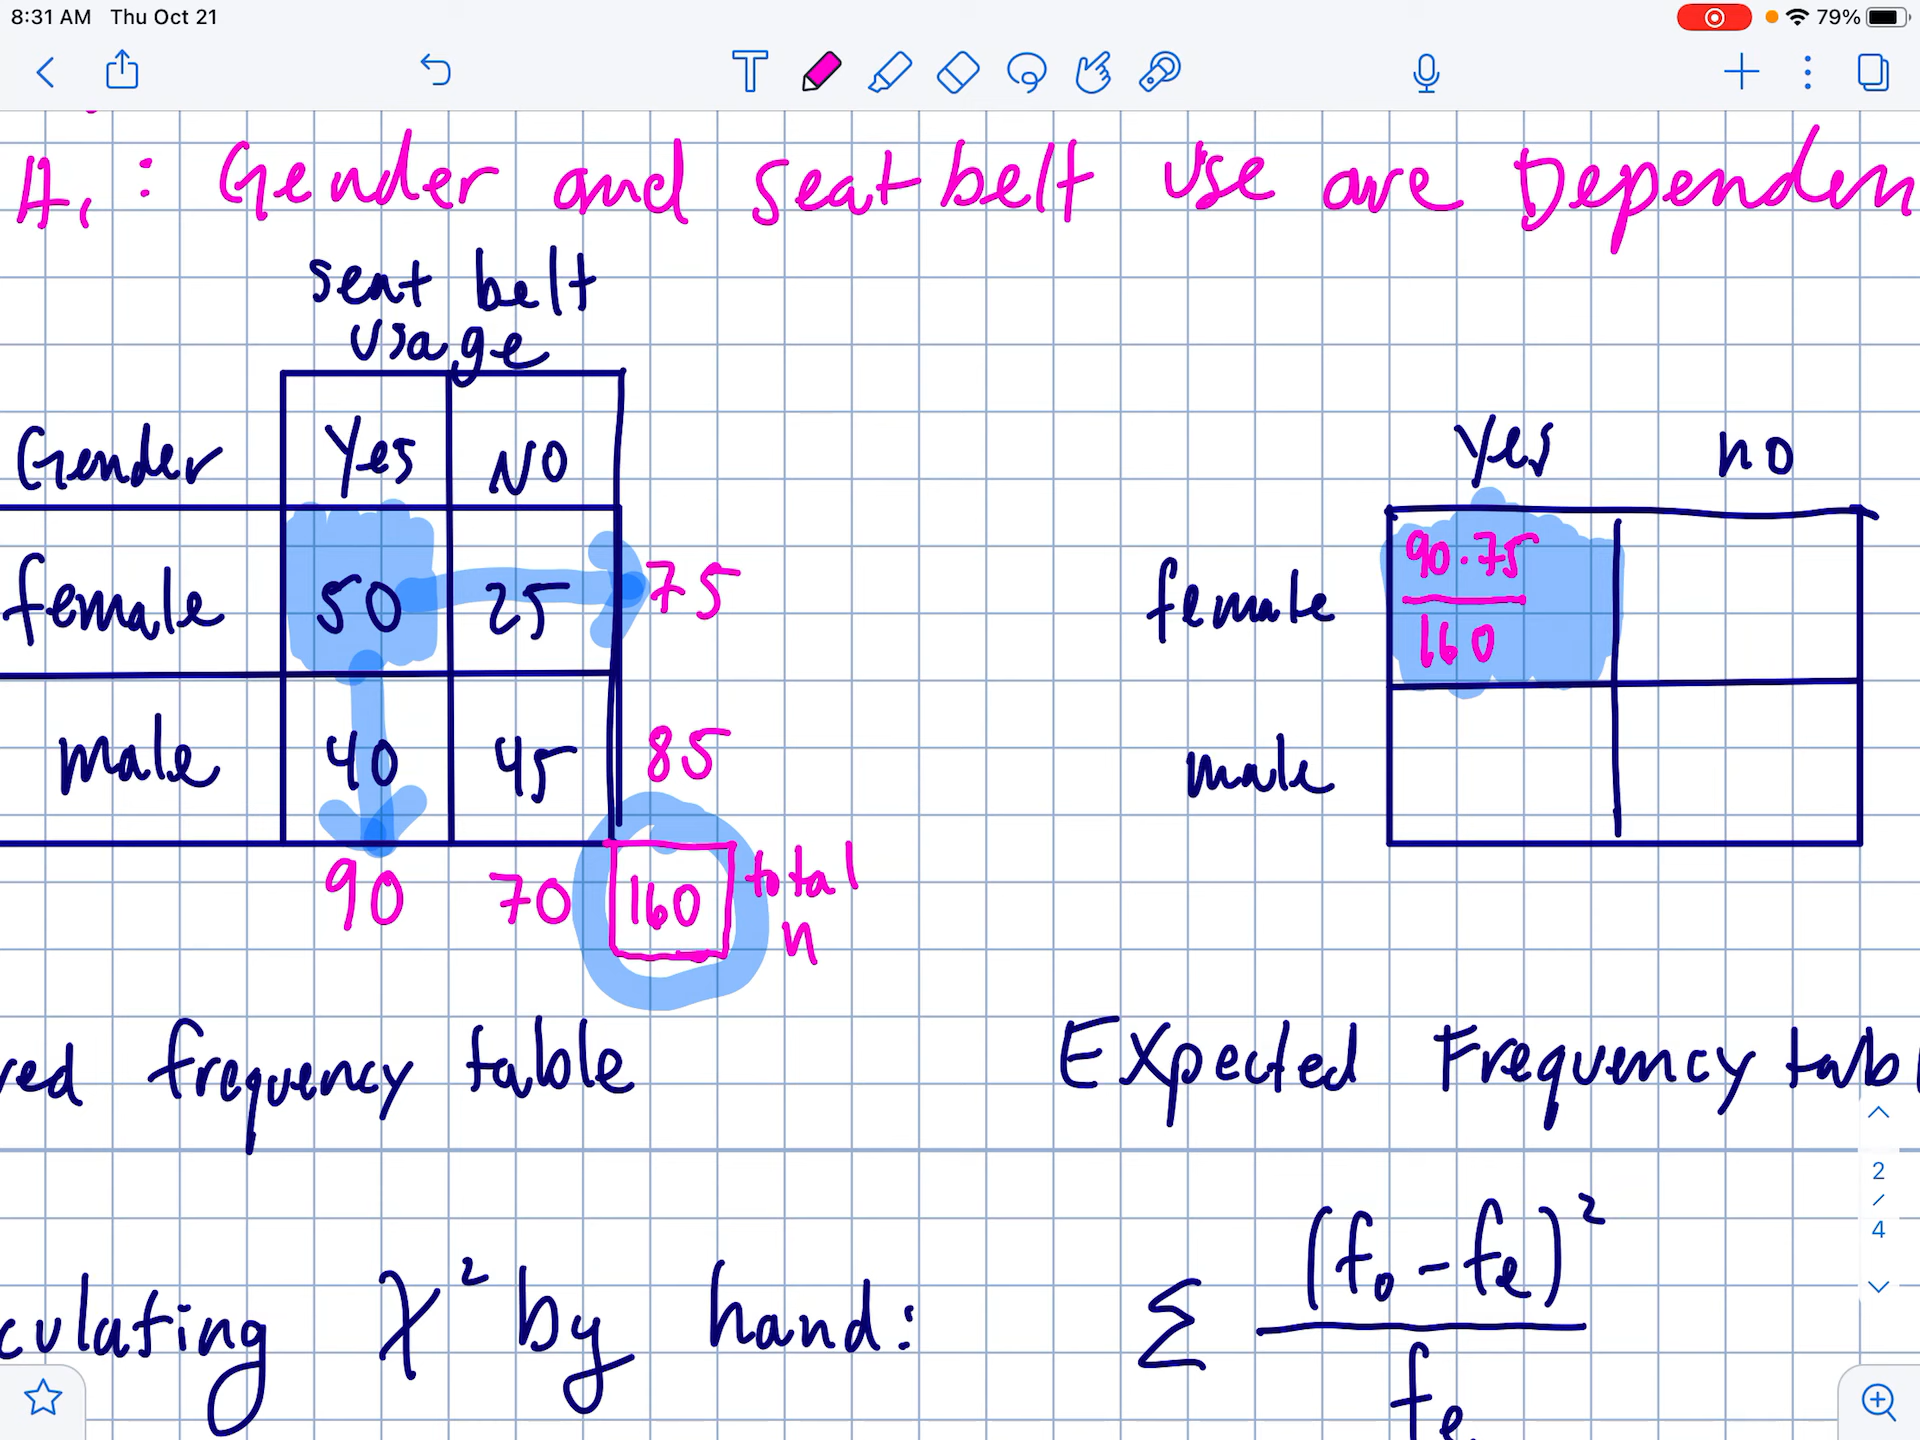 8:31 AM Thu Oct 21
79%
T
H₁ : Gender and seat belt use are Dependen
seat belt
usage
Gender Yes NO
female 50 25 75
male 40 45 85
90 70 160 total
n
yes no
female 90.75
160
male
red frequency table
Expected Frequency tabl
2
/
4
culating χ² by hand: Σ (fo - fe)²
fe